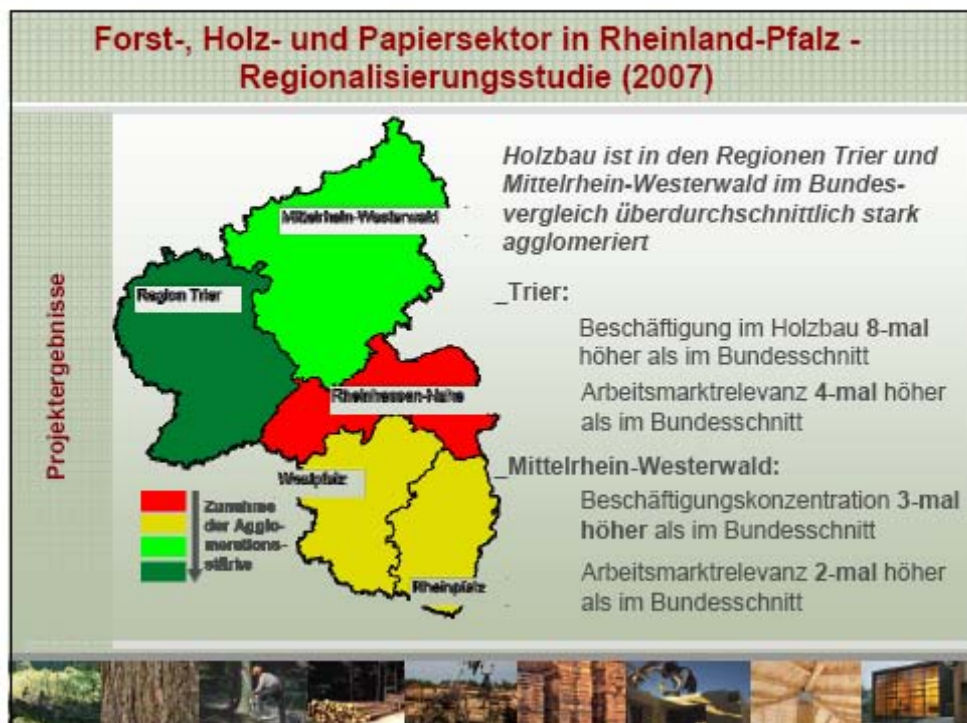 Forst-, Holz- und Papiersektor in Rheinland-Pfalz -
Regionalisierungsstudie (2007)
Projektergebnisse
Mittelrhein-Westerwald
Region Trier
Rheinhessen-Nahe
Westpfalz
Rheinpfalz
Zunahme
der Agglo-
merations-
stärke
Holzbau ist in den Regionen Trier und
Mittelrhein-Westerwald im Bundes-
vergleich überdurchschnittlich stark
agglomeriert
_Trier:
Beschäftigung im Holzbau 8-mal
höher als im Bundesschnitt
Arbeitsmarktrelevanz 4-mal höher
als im Bundesschnitt
_Mittelrhein-Westerwald:
Beschäftigungskonzentration 3-mal
höher als im Bundesschnitt
Arbeitsmarktrelevanz 2-mal höher
als im Bundesschnitt